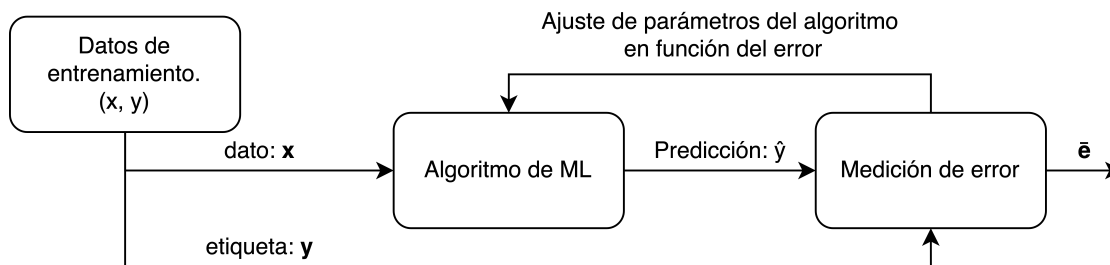 Datos de
entrenamiento.
(x, y)
Ajuste de parámetros del algoritmo
en función del error
dato: x
Algoritmo de ML
Predicción: ŷ
Medición de error
ē
etiqueta: y